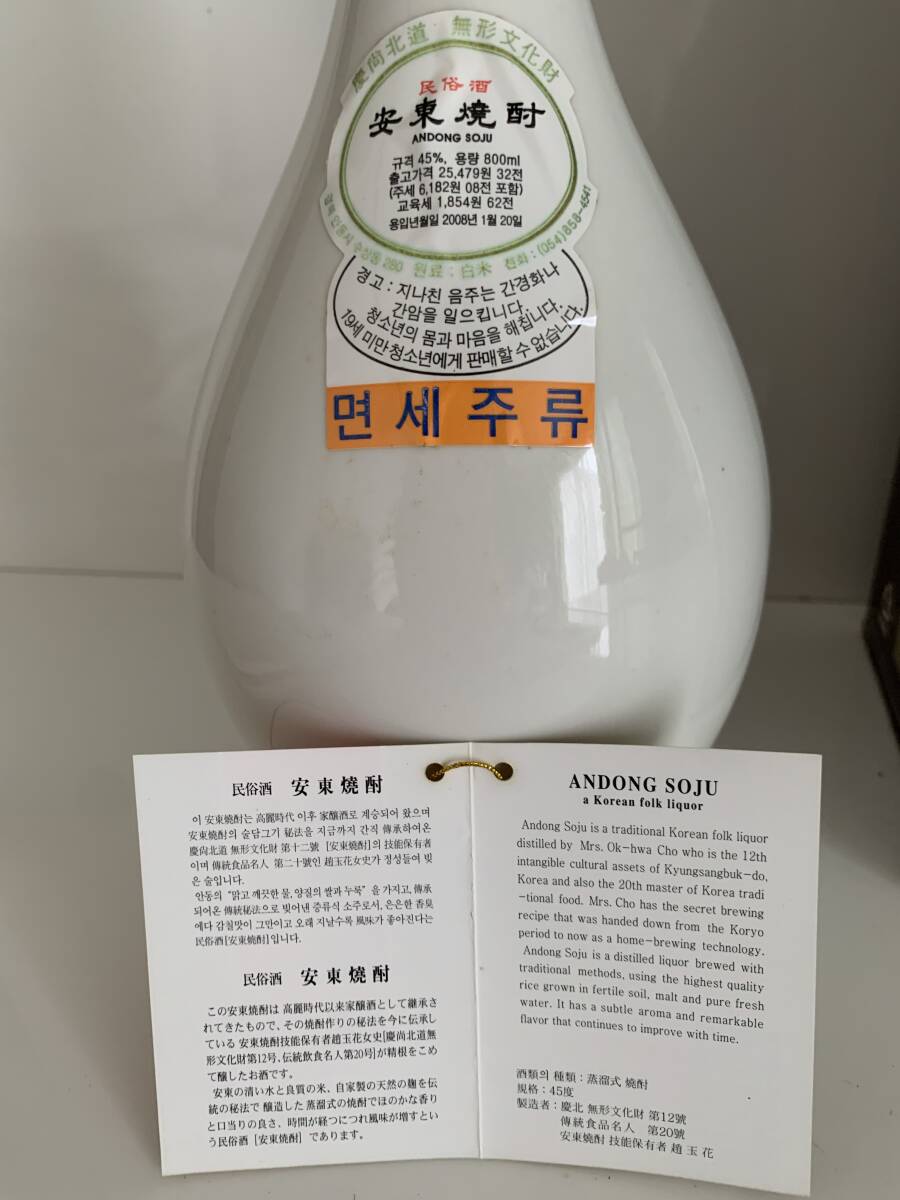 慶尚北道 無形文化財
民俗酒
安東燒酎
ANDONG SOJU
규격 45%, 용량 800ml
출고가격 25,479원 32전
(주세 6,182원 08전 포함)
교육세 1,854원 62전
용입년월일 2008년 1월 20일
경북 안동시 수상동 280 원료:白米 전화:(054)858-4541
경고 : 지나친 음주는 간경화나
간암을 일으킵니다.
청소년의 몸과 마음을 해칩니다.
19세 미만 청소년에게 판매할 수 없습니다.
면세주류
民俗酒 安東燒酎
이 安東燒酎는 高麗時代 이후 家釀酒로 계승되어 왔으며
安東燒酎의 술담그기 秘法을 지금까지 간직 傳承하여온
慶尚北道 無形文化財 第十二號 [安東燒酎]의 技能保有者
이며 傳統食品名人 第二十號인 趙玉花女史가 정성들여 빚
은 술입니다.
안동의 "맑고 깨끗한 물, 양질의 쌀과 누룩"을 가지고, 傳承
되어온 傳統秘法으로 빚어낸 증류식 소주로서, 은은한 香臭
에다 감칠맛이 그만이고 오래 지날수록 風味가 좋아진다는
民俗酒[安東燒酎]입니다.
民俗酒 安東燒酎
この安東燒酎は 高麗時代以来家釀酒として継承さ
れてきたもので、その焼酎作りの秘法を今に伝承し
ている 安東燒酎技能保有者趙玉花女史[慶尚北道無
形文化財第12号、伝統飲食名人第20号]が精根をこめ
て醸したお酒です。
安東の清い水と良質の米、自家製の天然の麹を伝
統の秘法で 醸造した 蒸溜式の焼酎でほのかな香り
と口当りの良さ、時間が経つにつれ風味が増すとい
う民俗酒 [安東燒酎] であります。
ANDONG SOJU
a Korean folk liquor
Andong Soju is a traditional Korean folk liquor
distilled by Mrs. Ok-hwa Cho who is the 12th
intangible cultural assets of Kyungsangbuk-do,
Korea and also the 20th master of Korea tradi
-tional food. Mrs. Cho has the secret brewing
recipe that was handed down from the Koryo
period to now as a home-brewing technology.
Andong Soju is a distilled liquor brewed with
traditional methods, using the highest quality
rice grown in fertile soil, malt and pure fresh
water. It has a subtle aroma and remarkable
flavor that continues to improve with time.
酒類의 種類 : 蒸溜式 燒酎
規格 : 45度
製造者 : 慶北 無形文化財 第12號
傳統食品名人 第20號
安東燒酎 技能保有者 趙 玉 花